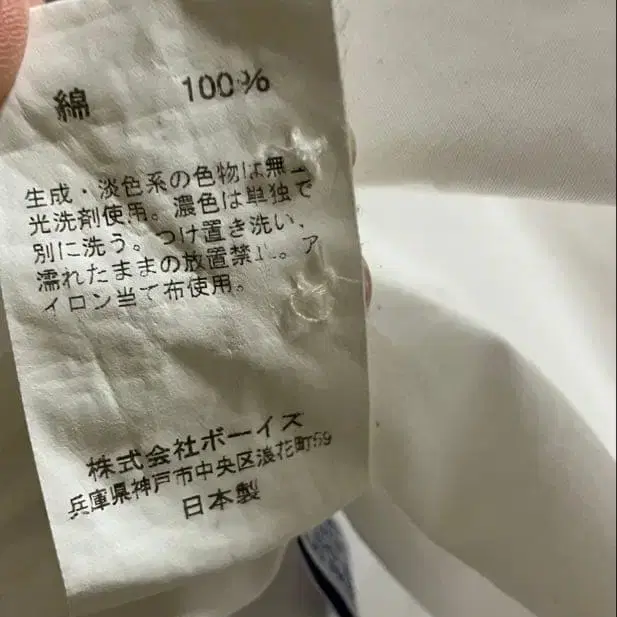 綿 100%
生成・淡色系の色物は無
光洗剤使用。濃色は単独で
別に洗う。つけ置き洗い、
濡れたままの放置禁止。ア
イロン当て布使用。
株式会社ボーイズ
兵庫県神戸市中央区浪花町59
日本製